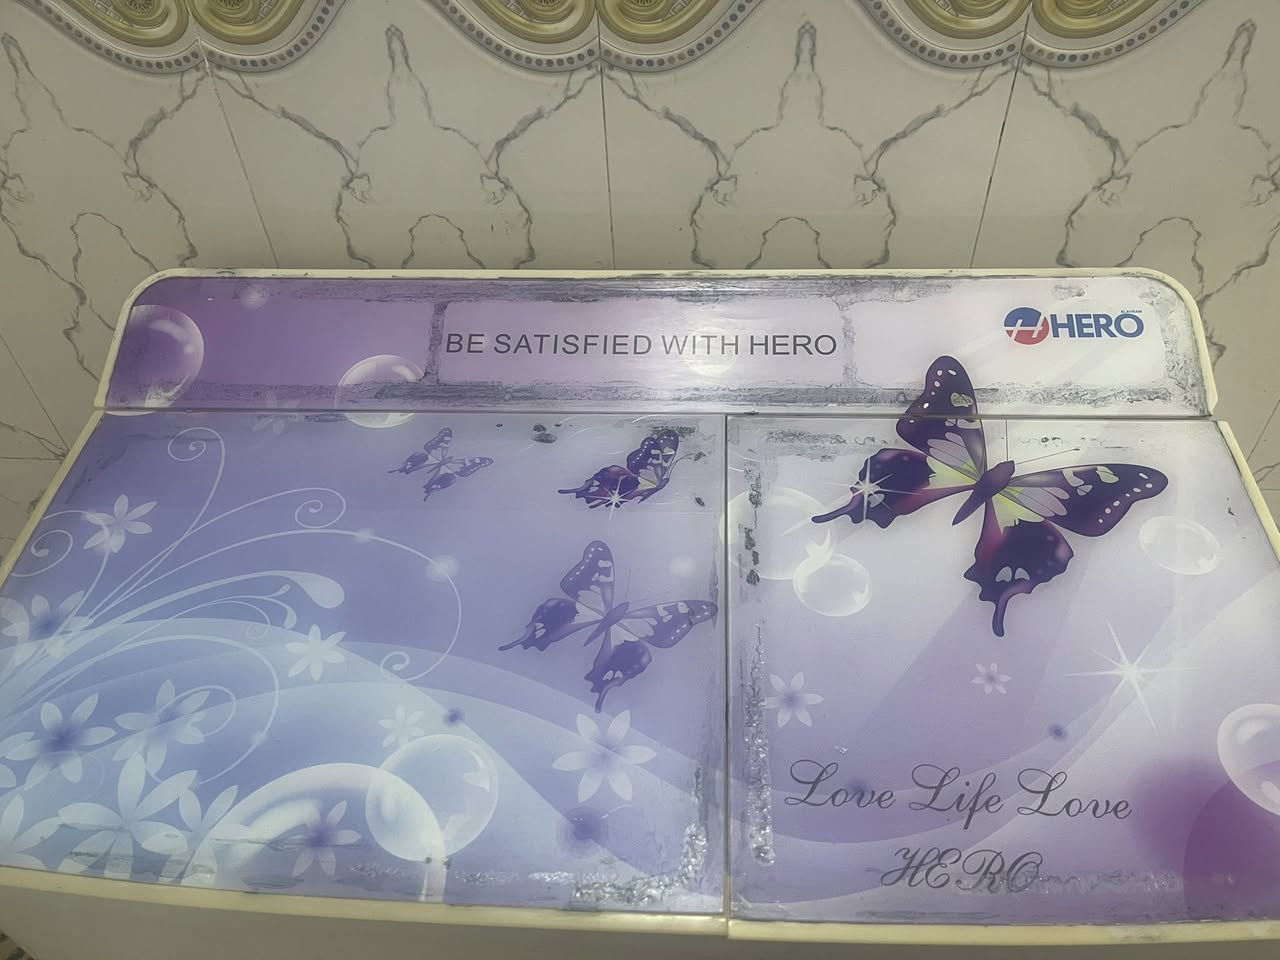 BE SATISFIED WITH HERO
HERO
Love Life Love
HERO